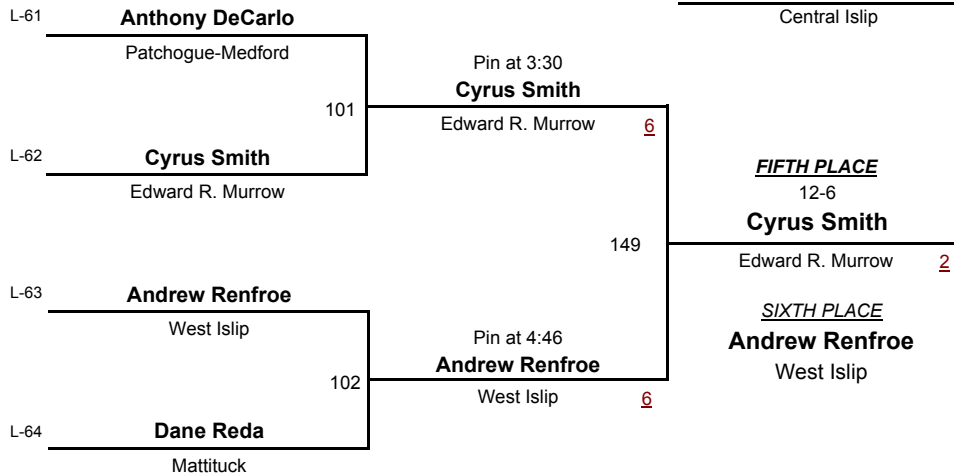 L-61
Anthony DeCarlo
Patchogue-Medford
Central Islip
101
Pin at 3:30
Cyrus Smith
Edward R. Murrow 6
L-62
Cyrus Smith
Edward R. Murrow
149
FIFTH PLACE
12-6
Cyrus Smith
Edward R. Murrow 2
L-63
Andrew Renfroe
West Islip
102
Pin at 4:46
Andrew Renfroe
West Islip 6
SIXTH PLACE
Andrew Renfroe
West Islip
L-64
Dane Reda
Mattituck